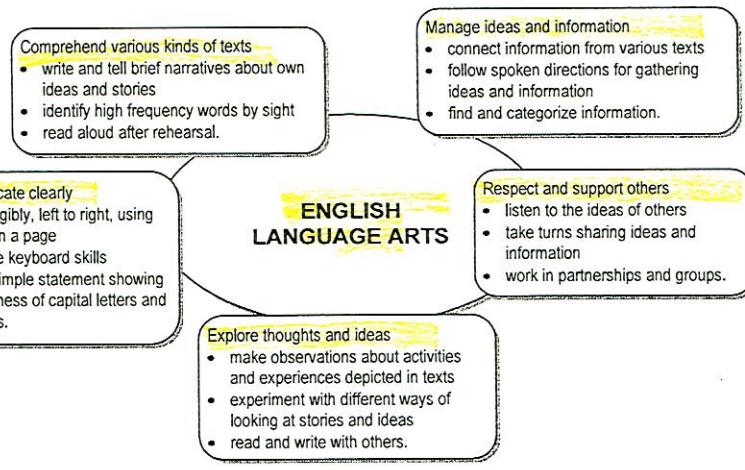 Comprehend various kinds of texts
• write and tell brief narratives about own
ideas and stories
• identify high frequency words by sight
• read aloud after rehearsal.
Manage ideas and information
• connect information from various texts
• follow spoken directions for gathering
ideas and information
• find and categorize information.
clearly
left to right, using
a page
keyboard skills
statement showing
of capital letters and
ENGLISH
LANGUAGE ARTS
Respect and support others
• listen to the ideas of others
• take turns sharing ideas and
information
• work in partnerships and groups.
Explore thoughts and ideas
• make observations about activities
and experiences depicted in texts
• experiment with different ways of
looking at stories and ideas
• read and write with others.